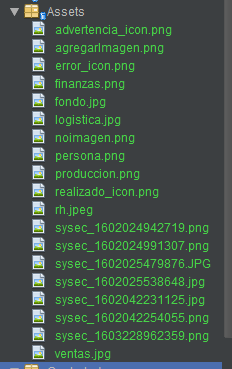 Assets
advertencia_icon.png
agregarImagen.png
error_icon.png
finanzas.png
fondo.jpg
logistica.jpg
noimagen.png
persona.png
produccion.png
realizado_icon.png
rh.jpeg
sysec_1602024942719.png
sysec_1602024991307.png
sysec_1602025479876.JPG
sysec_1602025538648.jpg
sysec_1602042231125.jpg
sysec_1602042254055.png
sysec_1603228962359.png
ventas.jpg